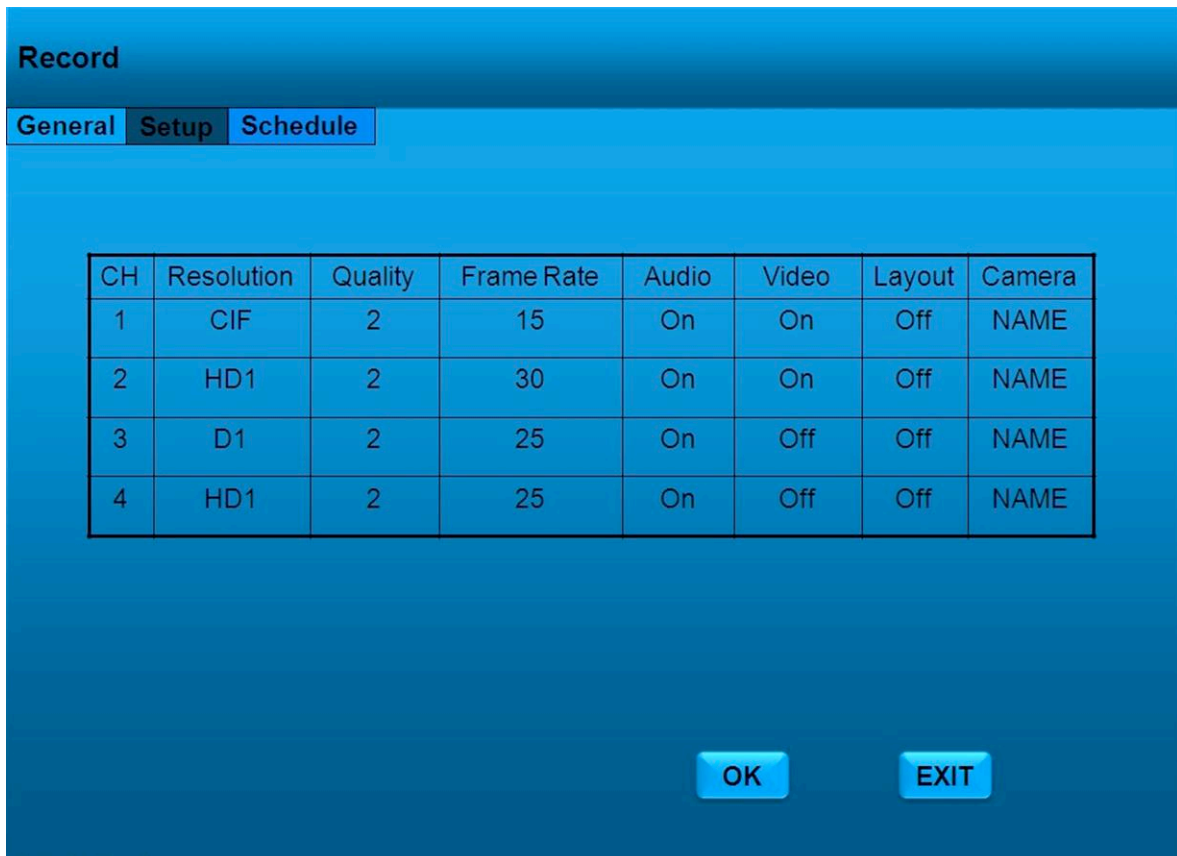 Record
General Setup Schedule
CH Resolution Quality Frame Rate Audio Video Layout Camera
1 CIF 2 15 On On Off NAME
2 HD1 2 30 On On Off NAME
3 D1 2 25 On Off Off NAME
4 HD1 2 25 On Off Off NAME
OK EXIT